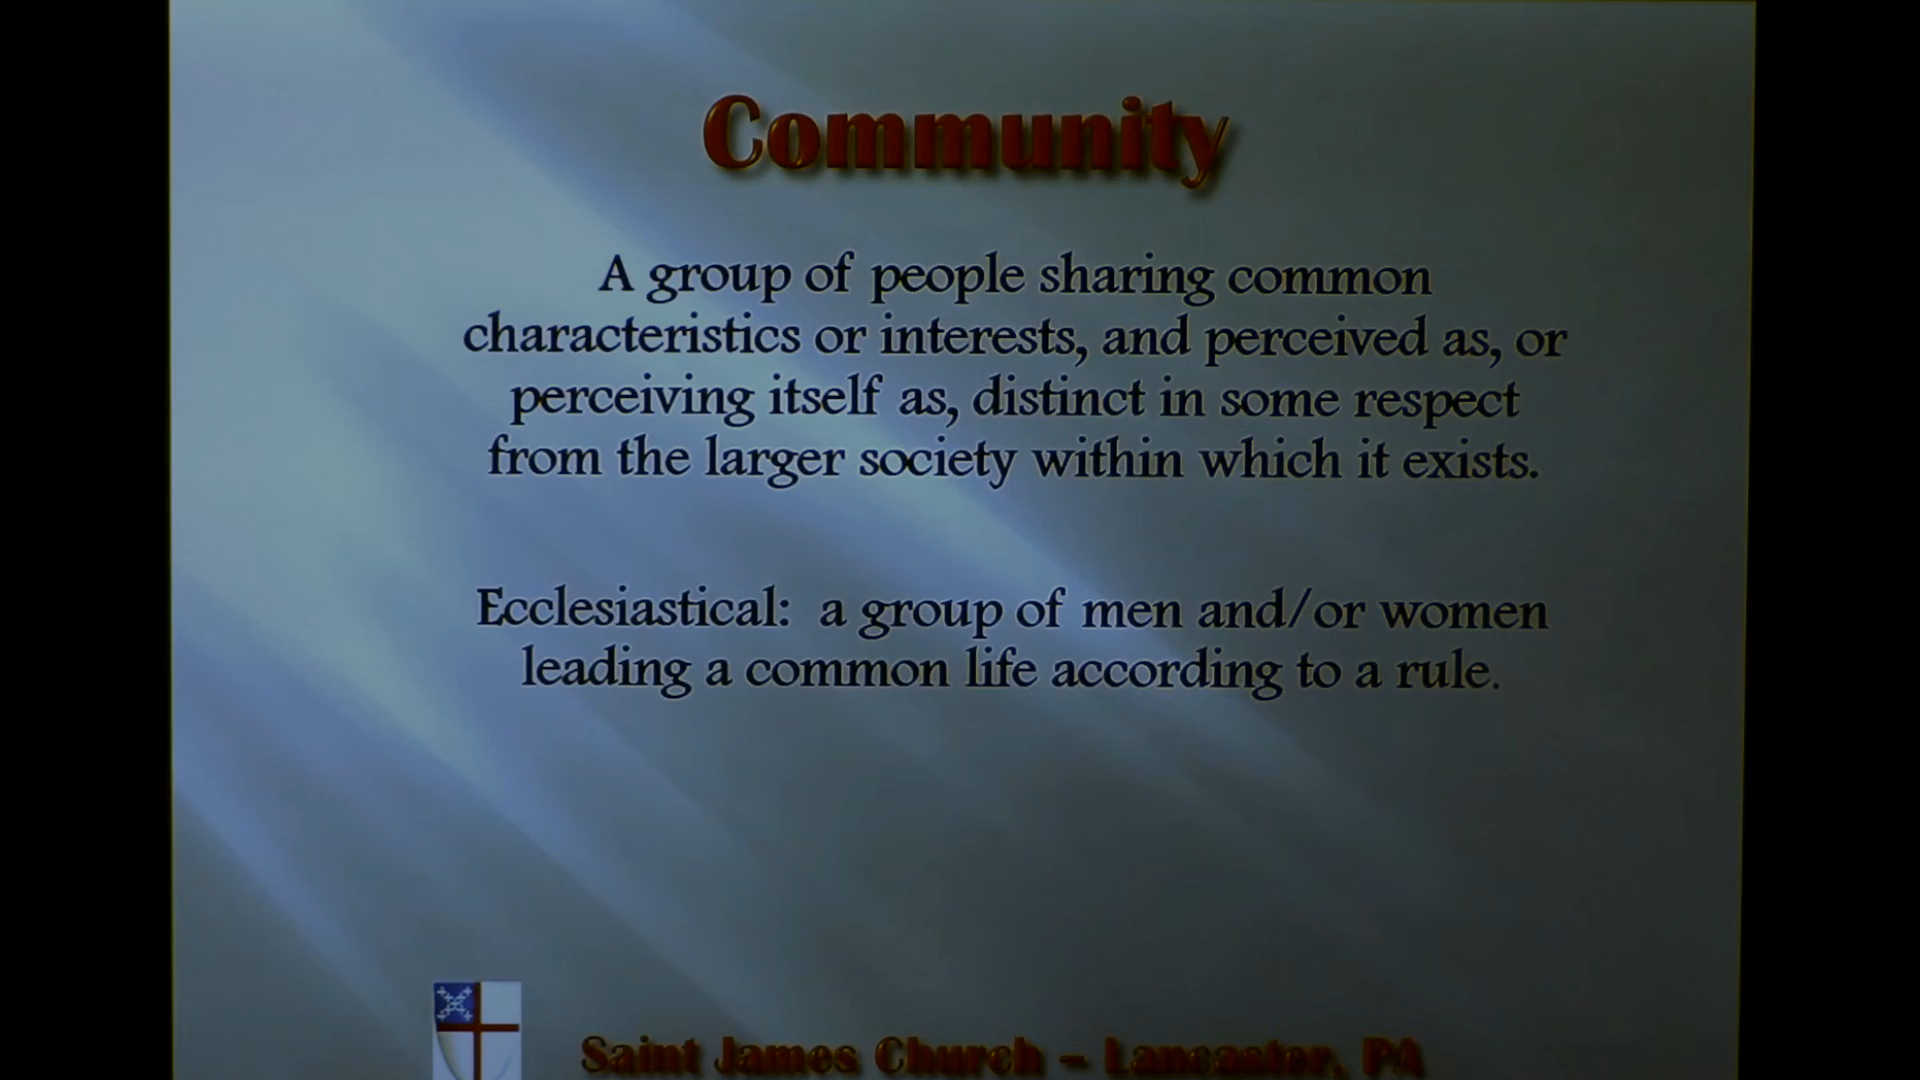 Community
A group of people sharing common
characteristics or interests, and perceived as, or
perceiving itself as, distinct in some respect
from the larger society within which it exists.
Ecclesiastical: a group of men and/or women
leading a common life according to a rule.
Saint James Church – Lancaster, PA